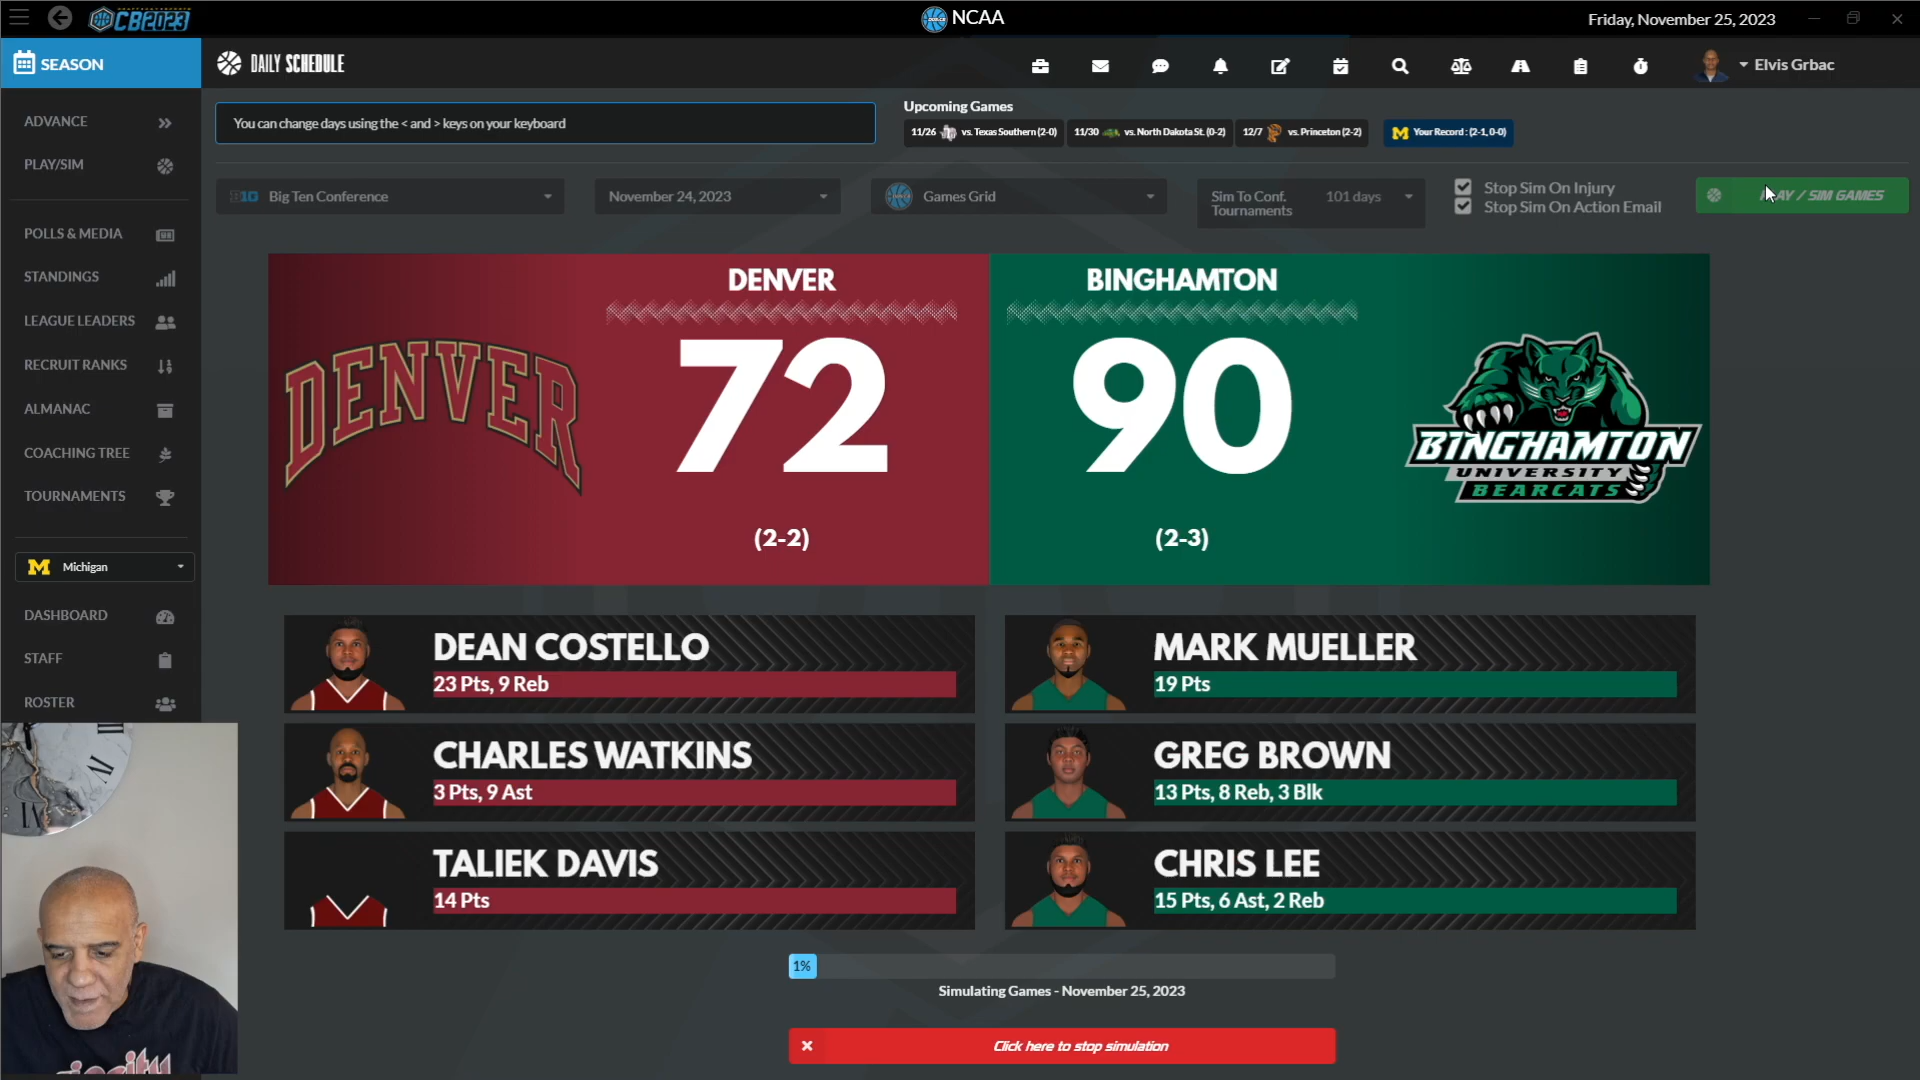 CB2023
NCAA
Friday, November 25, 2023
SEASON
DAILY SCHEDULE
Elvis Grbac
ADVANCE
PLAY/SIM
POLLS & MEDIA
STANDINGS
LEAGUE LEADERS
RECRUIT RANKS
ALMANAC
COACHING TREE
TOURNAMENTS
Michigan
DASHBOARD
STAFF
ROSTER
You can change days using the < and > keys on your keyboard
Upcoming Games
11/26 vs. Texas Southern (2-0)
11/30 vs. North Dakota St. (0-2)
12/7 vs. Princeton (2-2)
Your Record : (2-1, 0-0)
Big Ten Conference
November 24, 2023
Games Grid
Sim To Conf. Tournaments
101 days
Stop Sim On Injury
Stop Sim On Action Email
PLAY / SIM GAMES
DENVER
DENVER
72
(2-2)
BINGHAMTON
90
(2-3)
BINGHAMTON
UNIVERSITY
BEARCATS
DEAN COSTELLO
23 Pts, 9 Reb
CHARLES WATKINS
3 Pts, 9 Ast
TALIEK DAVIS
14 Pts
MARK MUELLER
19 Pts
GREG BROWN
13 Pts, 8 Reb, 3 Blk
CHRIS LEE
15 Pts, 6 Ast, 2 Reb
1%
Simulating Games - November 25, 2023
Click here to stop simulation